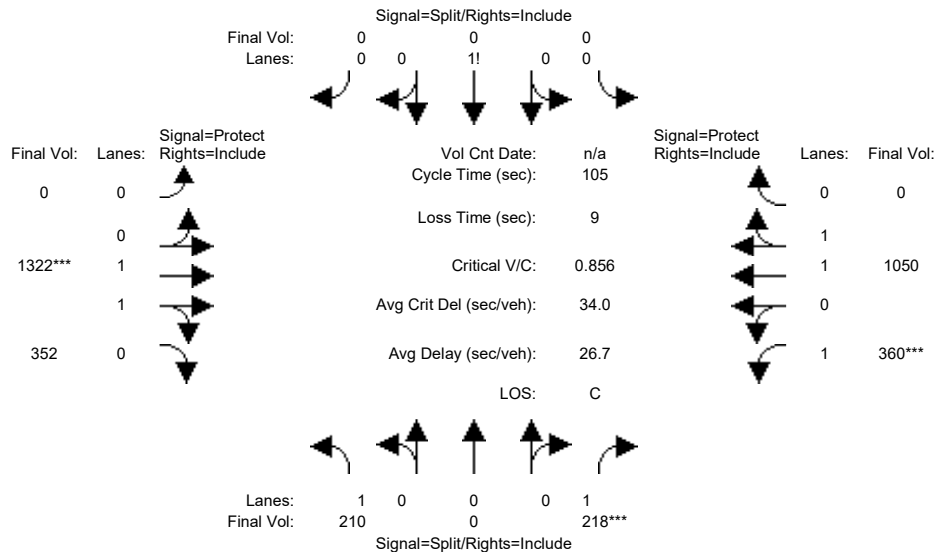 Signal=Split/Rights=Include
Final Vol: 0 0 0
Lanes: 0 0 1! 0 0
Signal=Protect Signal=Protect
Final Vol: Lanes: Rights=Include Vol Cnt Date: n/a Rights=Include Lanes: Final Vol:
Cycle Time (sec): 105
0 0 0 0
Loss Time (sec): 9
0 1
1322*** 1 Critical V/C: 0.856 1 1050
1 Avg Crit Del (sec/veh): 34.0 0
352 0 Avg Delay (sec/veh): 26.7 1 360***
LOS: C
Lanes: 1 0 0 0 1
Final Vol: 210 0 218***
Signal=Split/Rights=Include